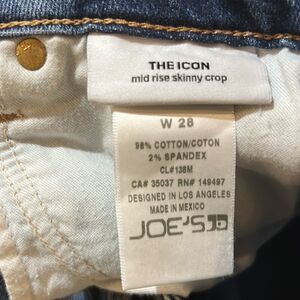 THE ICON
mid rise skinny crop
W 28
98% COTTON/COTON
2% SPANDEX
CL#138M
CA# 35037 RN# 149497
DESIGNED IN LOS ANGELES
MADE IN MEXICO
JOE'S